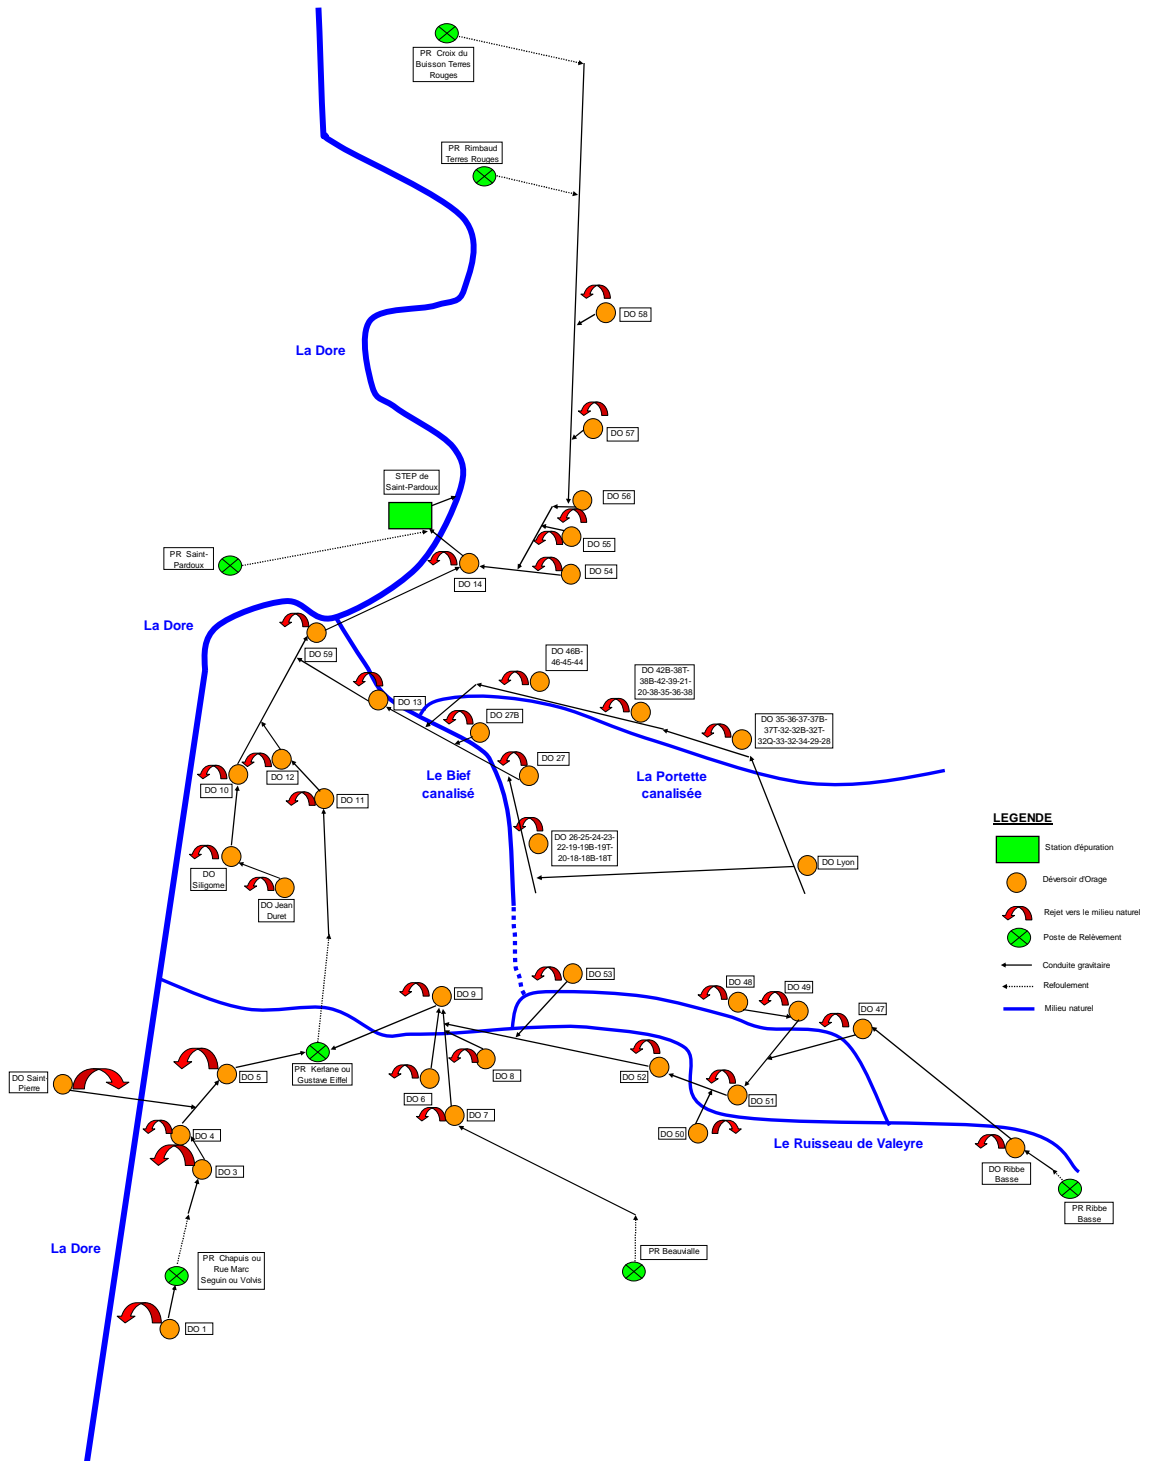 PR Croix du
Buisson Terres
Rouges
PR Rimbaud
Terres Rouges
DO 58
La Dore
DO 57
STEP de
Saint-Pardoux
DO 56
DO 55
PR Saint-
Pardoux
DO 54
DO 14
La Dore
DO 59
DO 46B-
46-45-44
DO 42B-38T-
38B-42-39-21-
20-38-35-36-38
DO 13
DO 27B
DO 35-36-37-37B-
37T-32-32B-32T-
32Q-33-32-34-29-28
DO 27
DO 12
DO 10
Le Bief
canalisé
La Portette
canalisée
DO 11
LEGENDE
DO 26-25-24-23-
22-19-19B-19T-
20-18-18B-18T
Station d'épuration
DO Lyon
DO
Siligome
Déversoir d'Orage
DO Jean
Duret
Rejet vers le milieu naturel
Poste de Relèvement
Conduite gravitaire
DO 53
DO 48
DO 49
Refoulement
DO 9
DO 47
Milieu naturel
PR Kerlane ou
Gustave Eiffel
DO 5
DO 8
DO 52
DO Saint-
Pierre
DO 6
DO 51
DO 7
DO 4
DO 50
Le Ruisseau de Valeyre
DO 3
DO Ribbe
Basse
PR Ribbe
Basse
La Dore
PR Chapuis ou
Rue Marc
Seguin ou Volvis
PR Beauvialle
DO 1